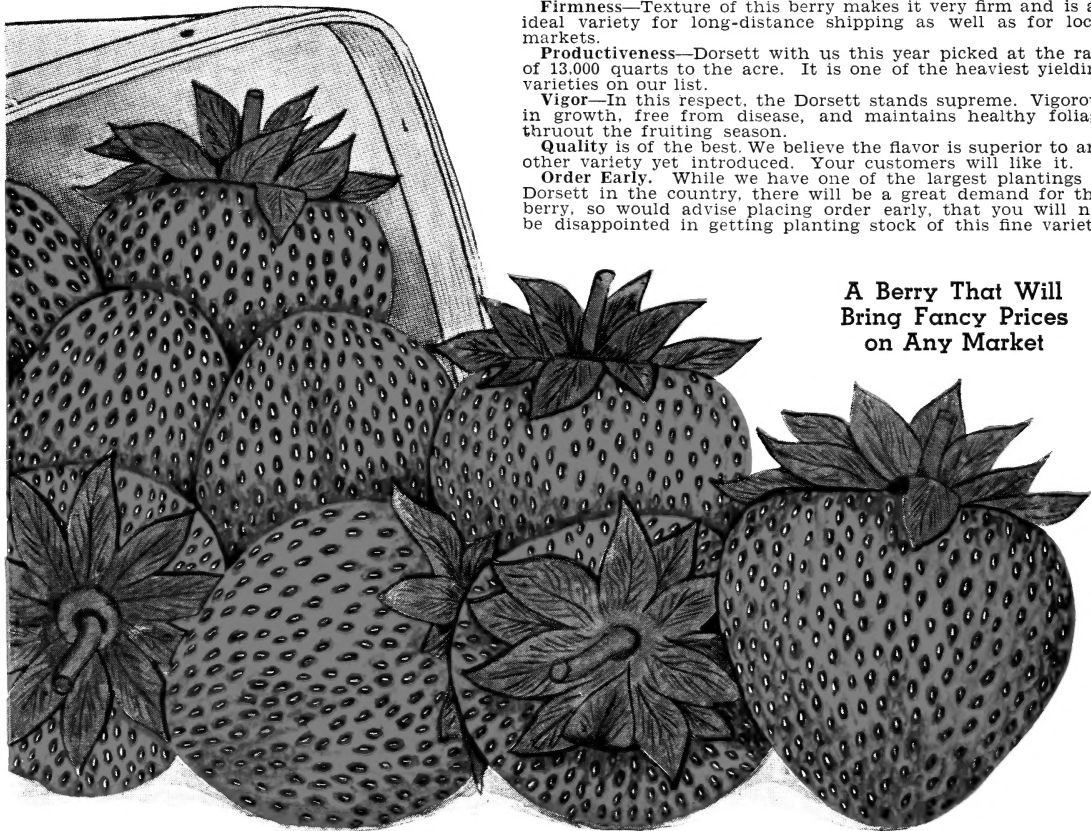 Firmness—Texture of this berry makes it very firm and is a
ideal variety for long-distance shipping as well as for loc
markets.
Productiveness—Dorsett with us this year picked at the ra
of 13,000 quarts to the acre. It is one of the heaviest yieldin
varieties on our list.
Vigor—In this respect, the Dorsett stands supreme. Vigoro
in growth, free from disease, and maintains healthy folia
thruout the fruiting season.
Quality is of the best. We believe the flavor is superior to a
other variety yet introduced. Your customers will like it.
Order Early. While we have one of the largest plantings
Dorsett in the country, there will be a great demand for th
berry, so would advise placing order early, that you will n
be disappointed in getting planting stock of this fine variet
A Berry That Will
Bring Fancy Prices
on Any Market